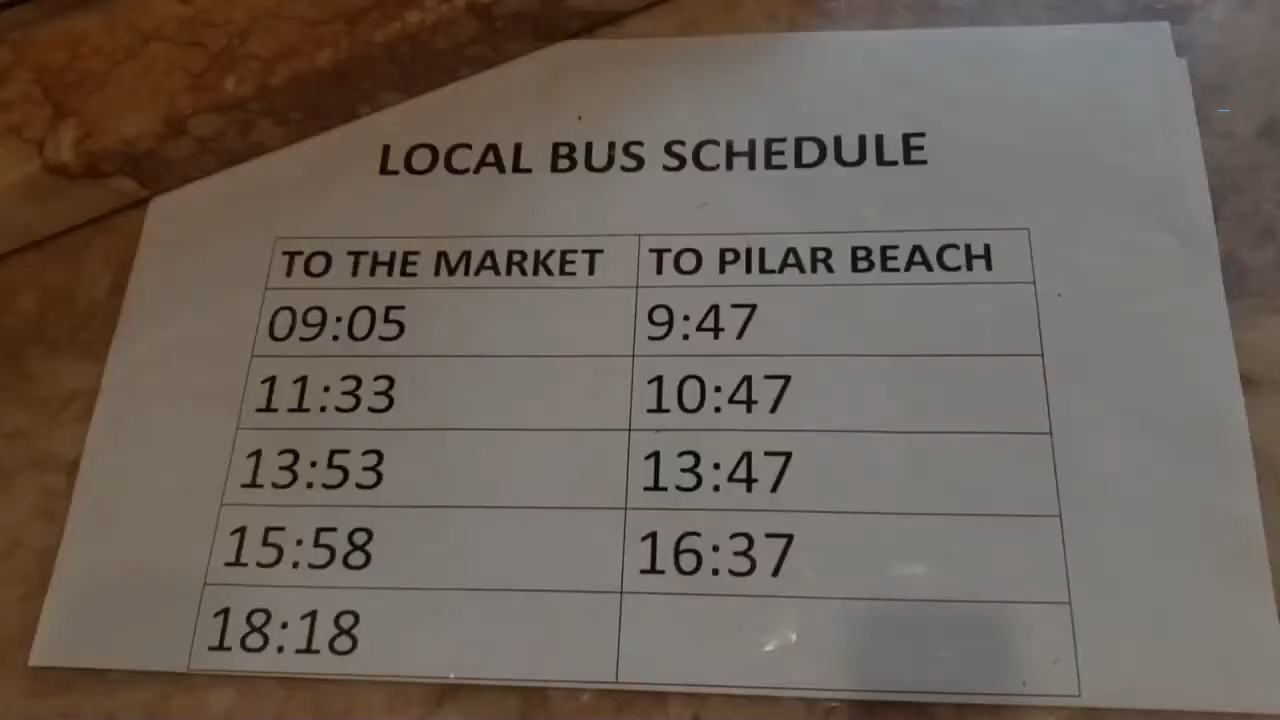 LOCAL BUS SCHEDULE
TO THE MARKET TO PILAR BEACH
09:05 9:47
11:33 10:47
13:53 13:47
15:58 16:37
18:18